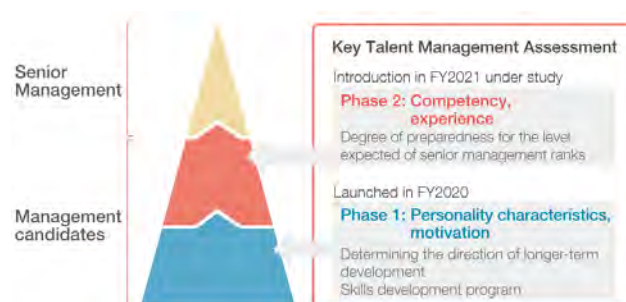 Senior
Management
Management
candidates
Key Talent Management Assessment
Introduction in FY2021 under study
Phase 2: Competency,
experience
Degree of preparedness for the level
expected of senior management ranks
Launched in FY2020
Phase 1: Personality characteristics,
motivation
Determining the direction of longer-term
development
Skills development program